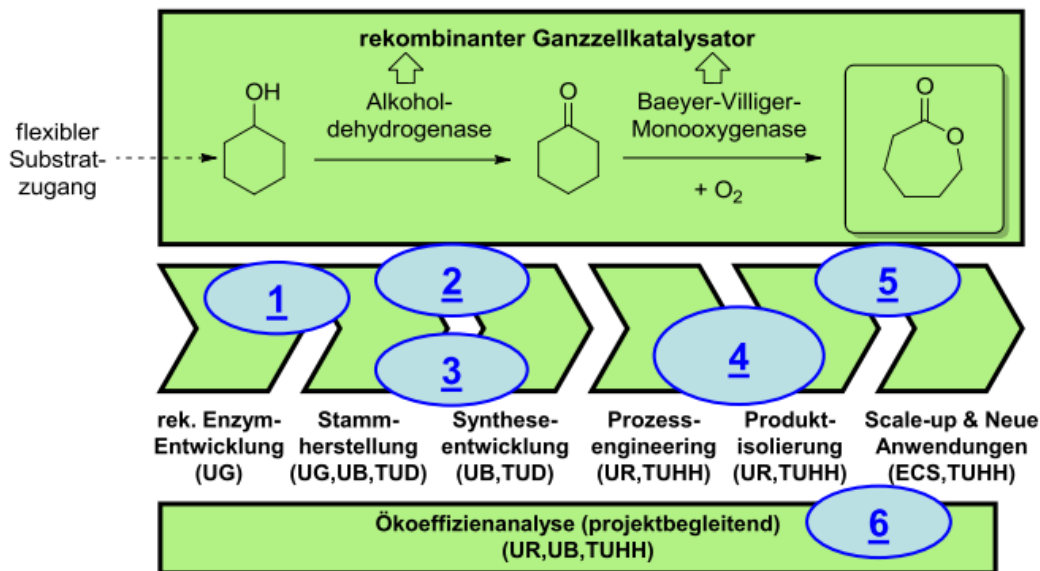 rekombinanter Ganzzellkatalysator
OH
Alkohol-
dehydrogenase
O
Baeyer-Villiger-
Monooxygenase
+ O2
O
O
flexibler
Substrat-
zugang
1
2
3
4
5
rek. Enzym-
Entwicklung
(UG)
Stamm-
herstellung
(UG,UB,TUD)
Synthese-
entwicklung
(UB,TUD)
Prozess-
engineering
(UR,TUHH)
Produkt-
isolierung
(UR,TUHH)
Scale-up & Neue
Anwendungen
(ECS,TUHH)
Ökoeffizienanalyse (projektbegleitend)
(UR,UB,TUHH)
6